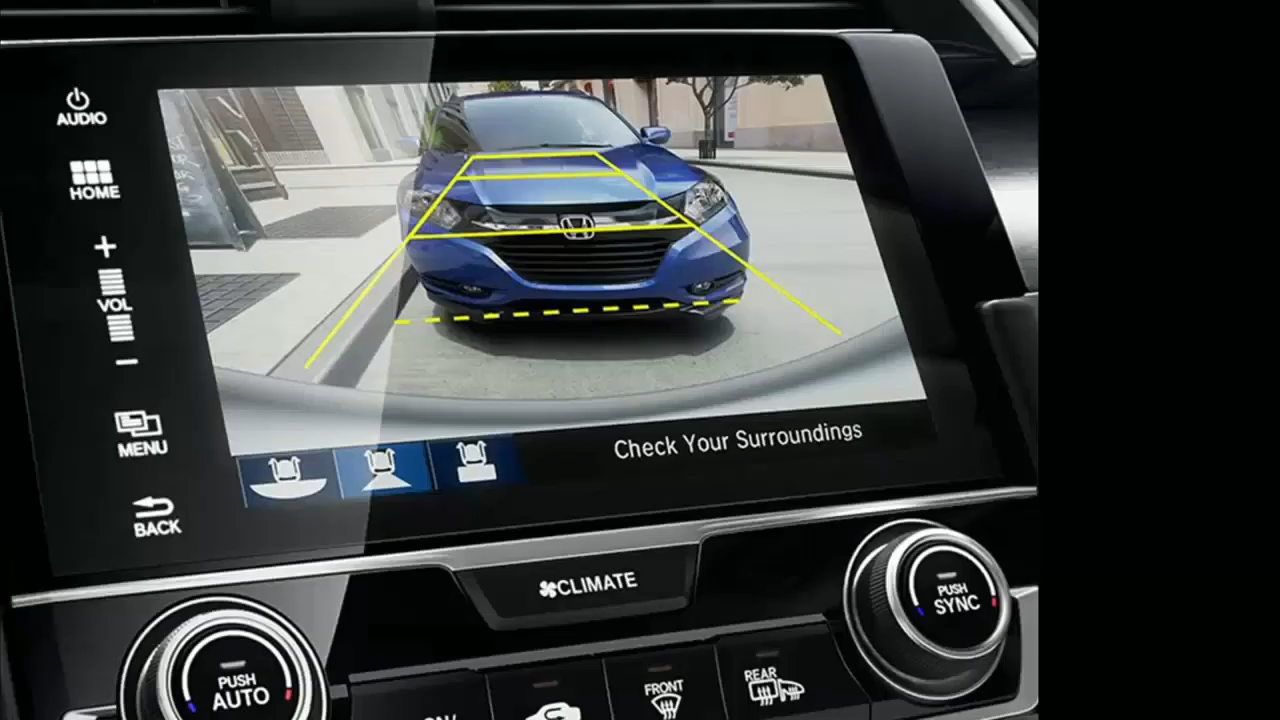 AUDIO
HOME
+
VOL
−
MENU
BACK
Check Your Surroundings
CLIMATE
PUSH
AUTO
PUSH
SYNC
FRONT
REAR